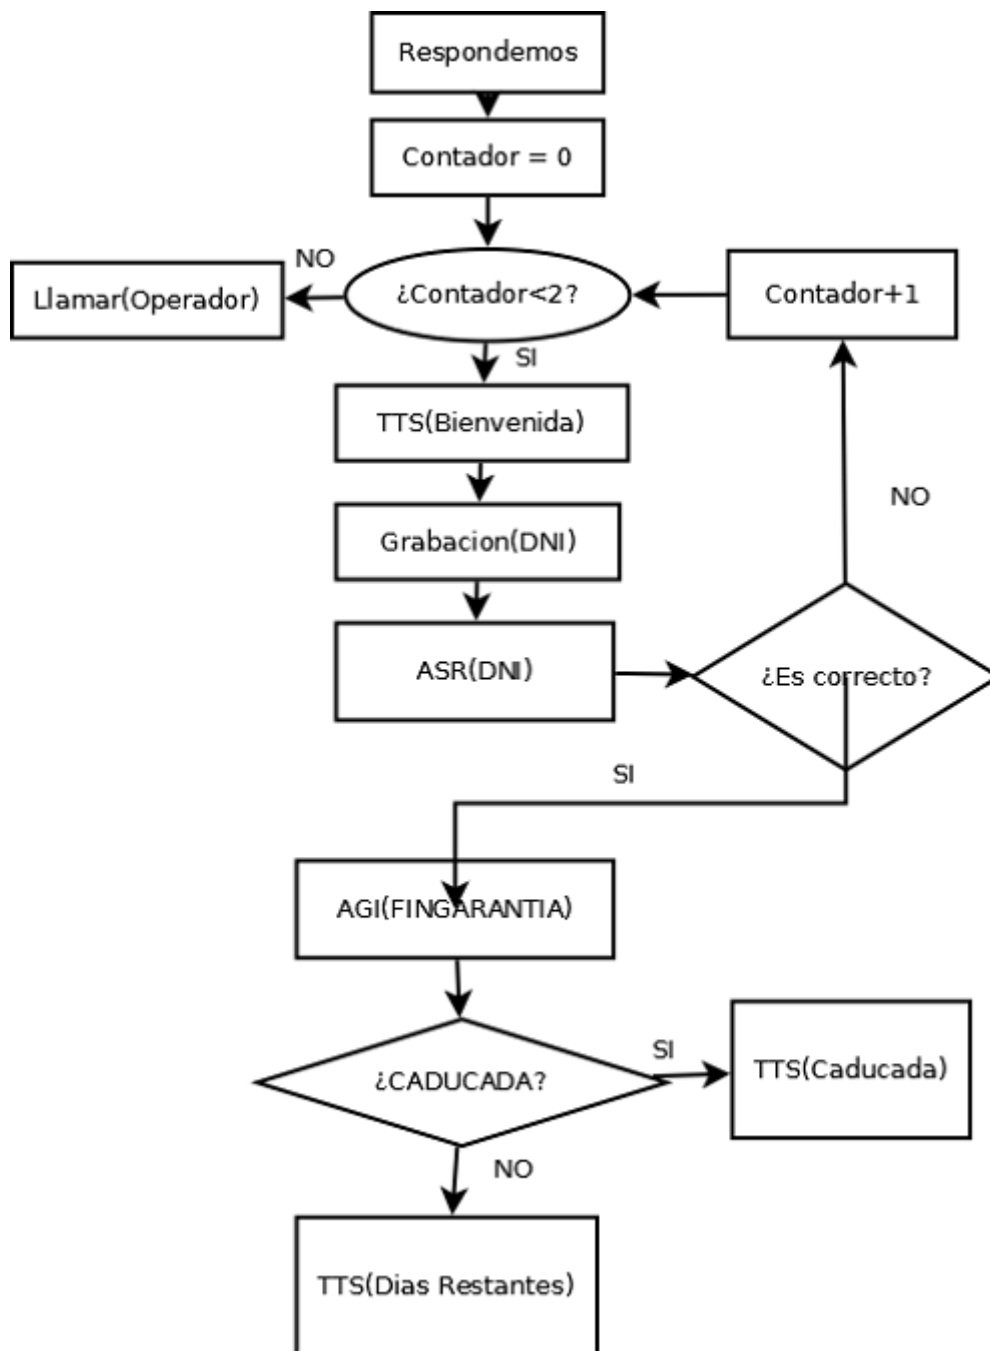 Respondemos
Contador = 0
NO
Llamar(Operador)
¿Contador<2?
Contador+1
SI
TTS(Bienvenida)
NO
Grabacion(DNI)
ASR(DNI)
¿Es correcto?
SI
AGI(FINGARANTIA)
¿CADUCADA?
SI
TTS(Caducada)
NO
TTS(Dias Restantes)